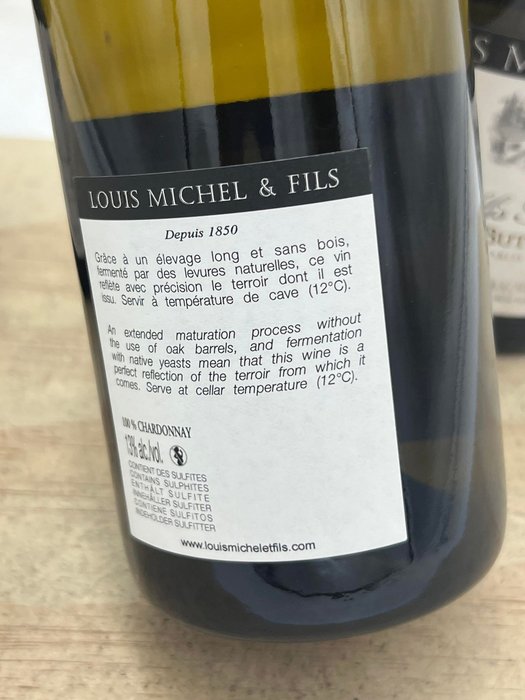 LOUIS MICHEL & FILS
Depuis 1850
Grâce à un élevage long et sans bois,
fermenté par des levures naturelles, ce vin
reflète avec précision le terroir dont il est
issu. Servir à température de cave (12°C).
An extended maturation process without
the use of oak barrels, and fermentation
with native yeasts mean that this wine is a
perfect reflection of the terroir from which it
comes. Serve at cellar temperature (12°C).
100 % CHARDONNAY
13% alc./vol.
CONTIENT DES SULFITES
CONTAINS SULPHITES
ENTHÄLT SULFITE
INNEHÅLLER SULFITER
CONTIENE SULFITOS
INDEHOLDER SULFITTER
www.louismicheletfils.com
S M